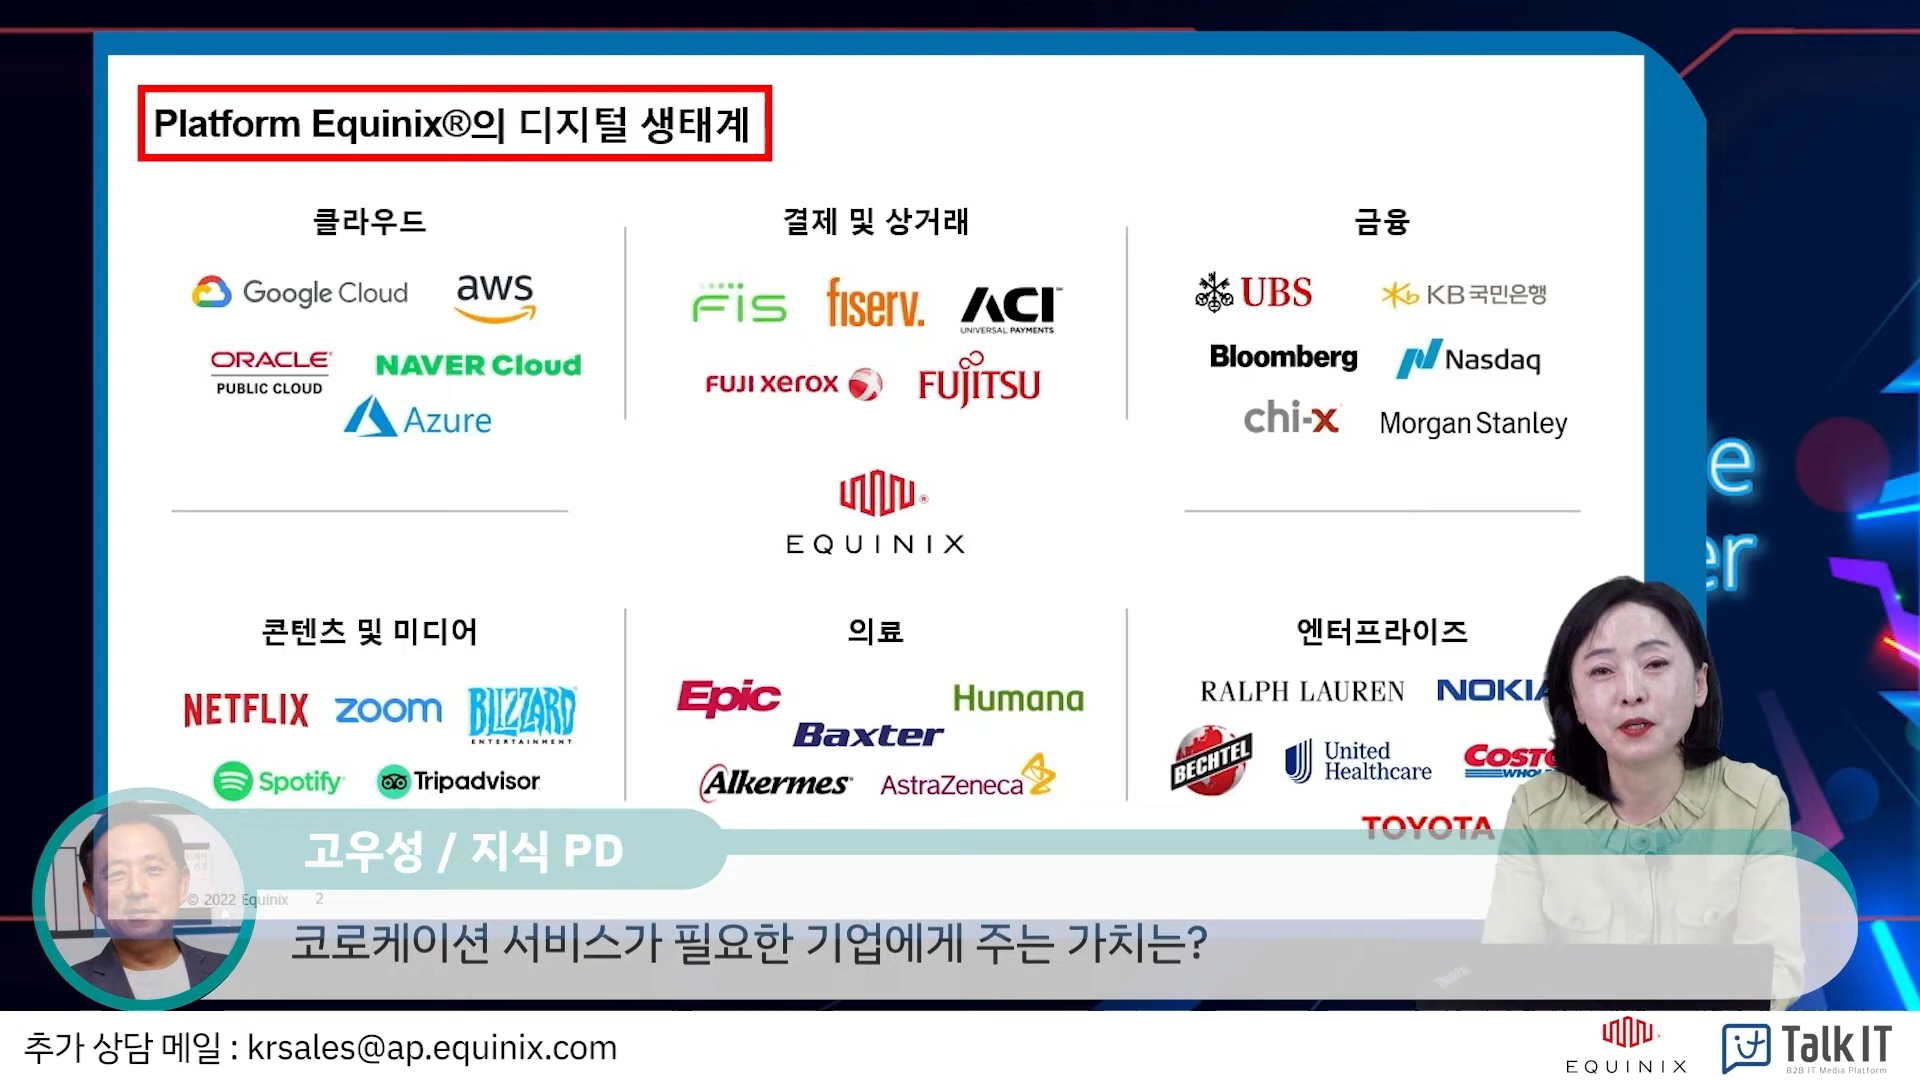 Platform Equinix®의 디지털 생태계
클라우드
결제 및 상거래
금융
Google Cloud
aws
ORACLE
PUBLIC CLOUD
NAVER Cloud
Azure
FIS
fiserv.
ACI™
UNIVERSAL PAYMENTS
FUJI XEROX
FUJITSU
UBS
KB국민은행
Bloomberg
Nasdaq
chi-x
Morgan Stanley
EQUINIX
콘텐츠 및 미디어
의료
엔터프라이즈
NETFLIX
zoom
BLIZZARD
ENTERTAINMENT
Spotify
Tripadvisor
Epic
Humana
Baxter
Alkermes
AstraZeneca
RALPH LAUREN
NOKIA
BECHTEL
United
Healthcare
TOYOTA
e
er
고우성 / 지식 PD
© 2022 Equinix 2
코로케이션 서비스가 필요한 기업에게 주는 가치는?
ThinkPad
추가 상담 메일 : krsales@ap.equinix.com
EQUINIX
Talk IT
B2B IT Media Platform